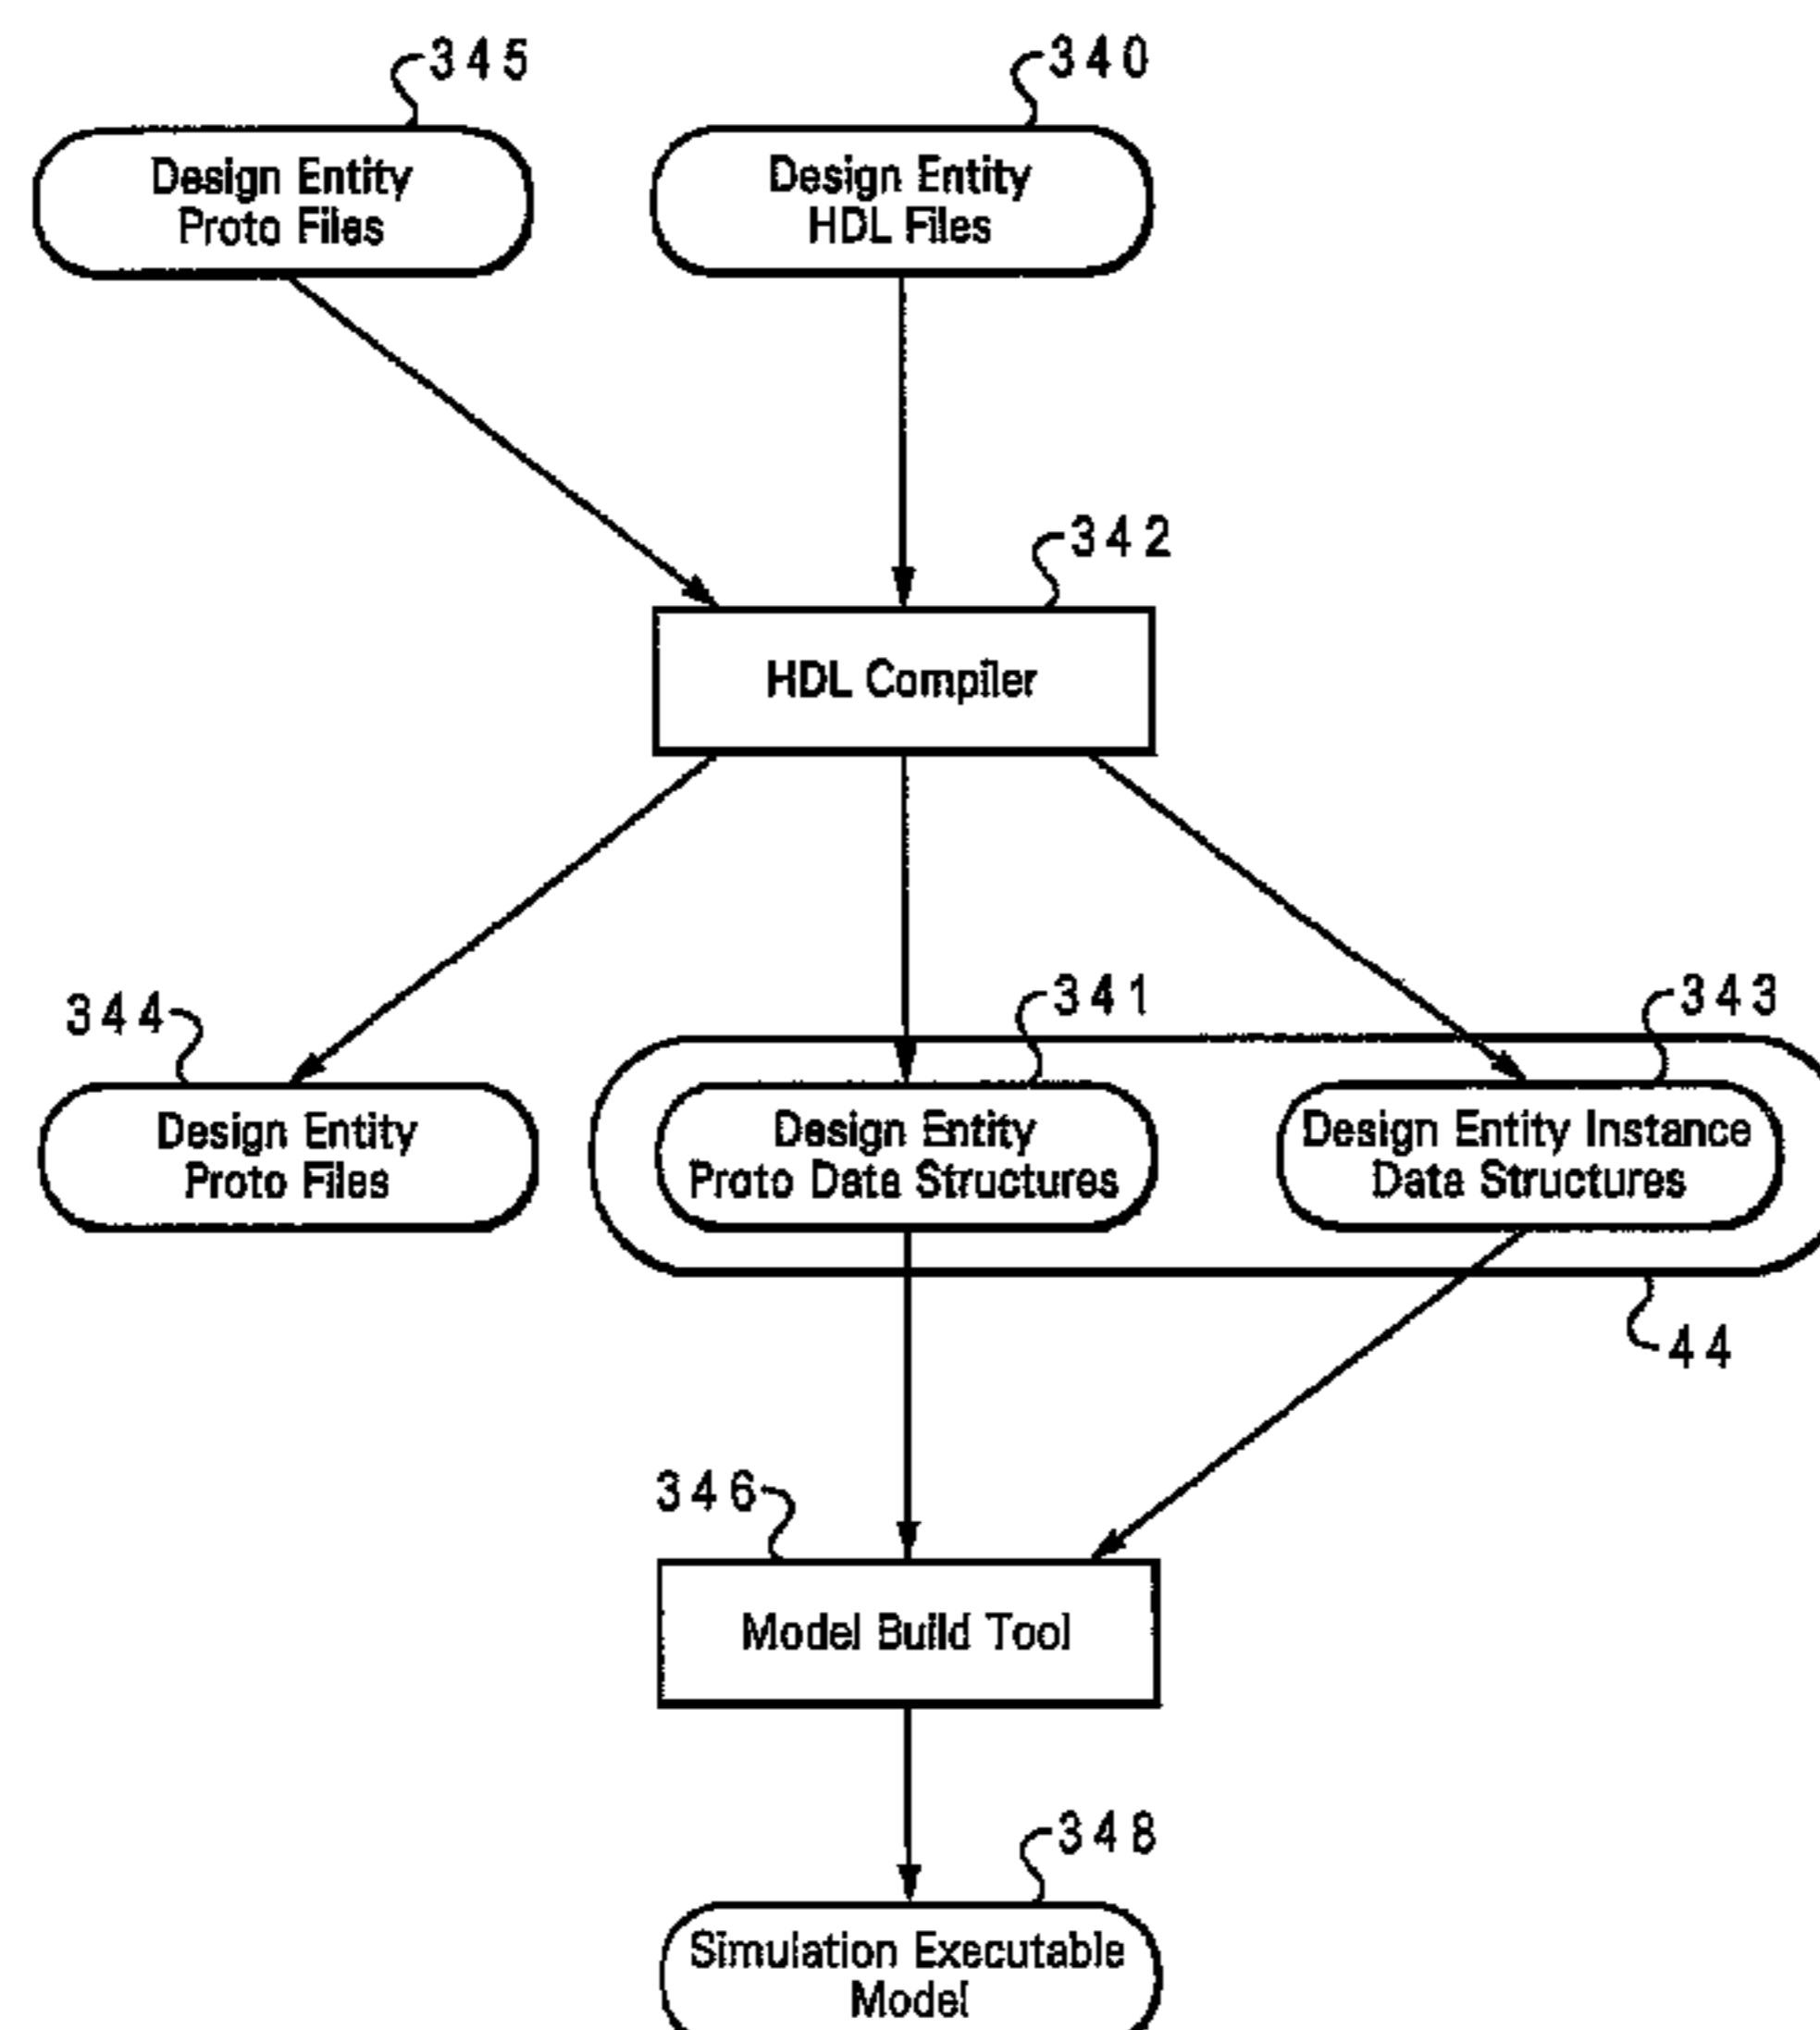 345
340
Design Entity
Proto Files
Design Entity
HDL Files
342
HDL Compiler
344
341
343
Design Entity
Proto Files
Design Entity
Proto Data Structures
Design Entity Instance
Data Structures
44
346
Model Build Tool
348
Simulation Executable
Model